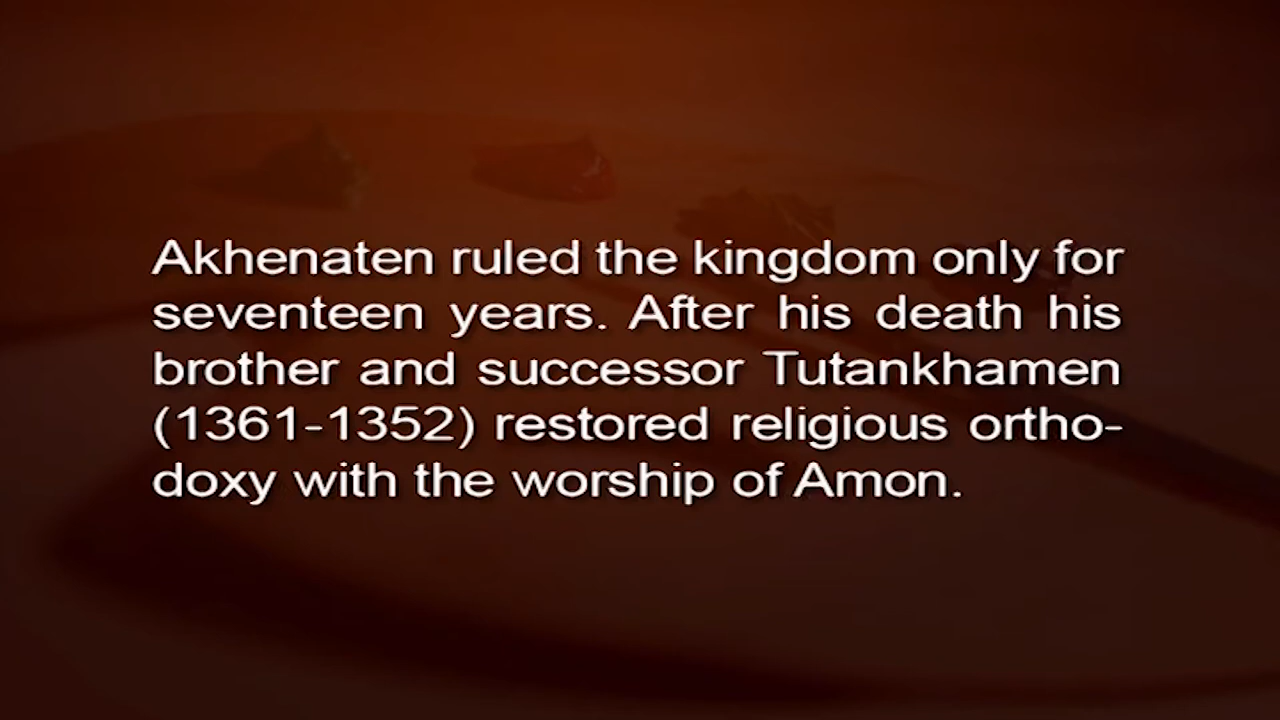 Akhenaten ruled the kingdom only for
seventeen years. After his death his
brother and successor Tutankhamen
(1361-1352) restored religious ortho-
doxy with the worship of Amon.